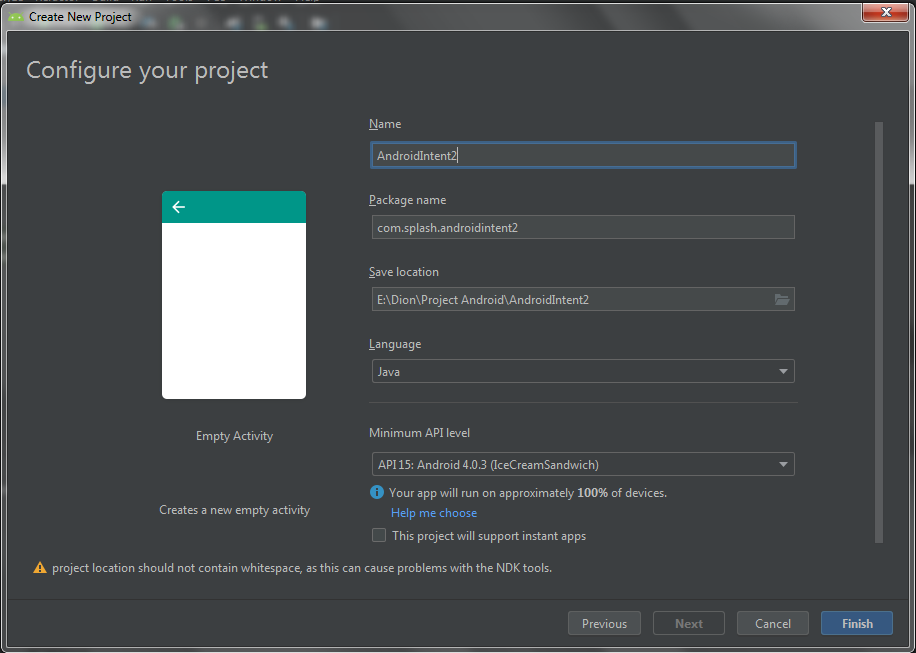 Create New Project
Configure your project
Name
AndroidIntent2
Package name
com.splash.androidintent2
Save location
E:\Dion\Project Android\AndroidIntent2
Language
Java
Empty Activity
Minimum API level
API 15: Android 4.0.3 (IceCreamSandwich)
Your app will run on approximately 100% of devices.
Creates a new empty activity
Help me choose
This project will support instant apps
project location should not contain whitespace, as this can cause problems with the NDK tools.
Previous
Next
Cancel
Finish